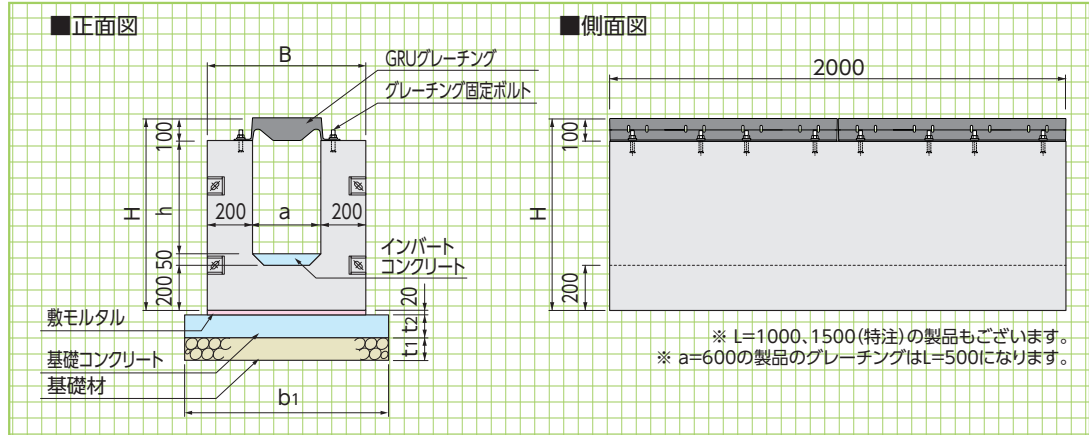 ■正面図
B
GRUグレーチング
グレーチング固定ボルト
100
H
h
200
a
200
50
インバート
コンクリート
200
20
敷モルタル
t2
基礎コンクリート
t1
基礎材
b1
■側面図
2000
100
H
200
※ L=1000、1500(特注)の製品もございます。
※ a=600の製品のグレーチングはL=500になります。